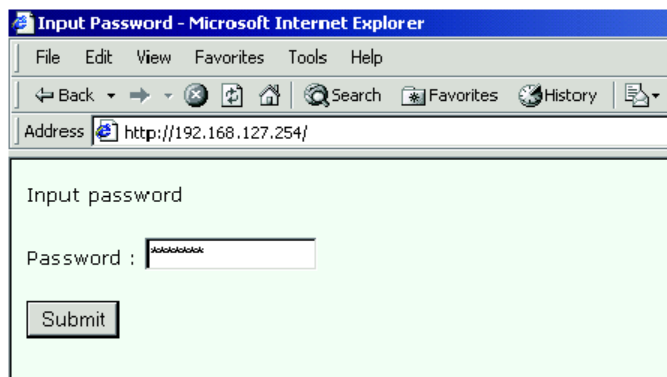 Input Password - Microsoft Internet Explorer
File Edit View Favorites Tools Help
Back Search Favorites History
Address http://192.168.127.254/
Input password
Password : ********
Submit